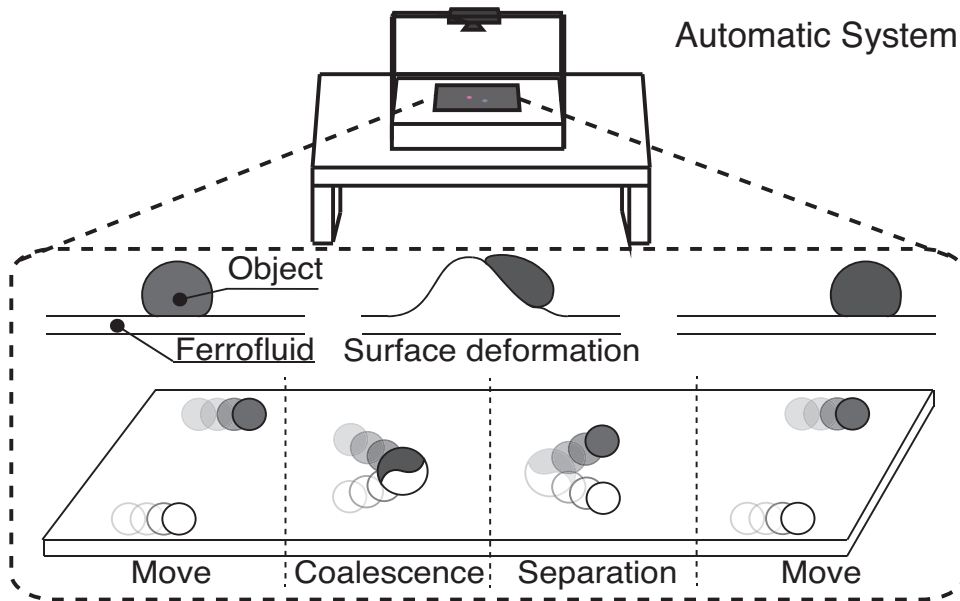 Automatic System
Object
Ferrofluid
Surface deformation
Move
Coalescence
Separation
Move